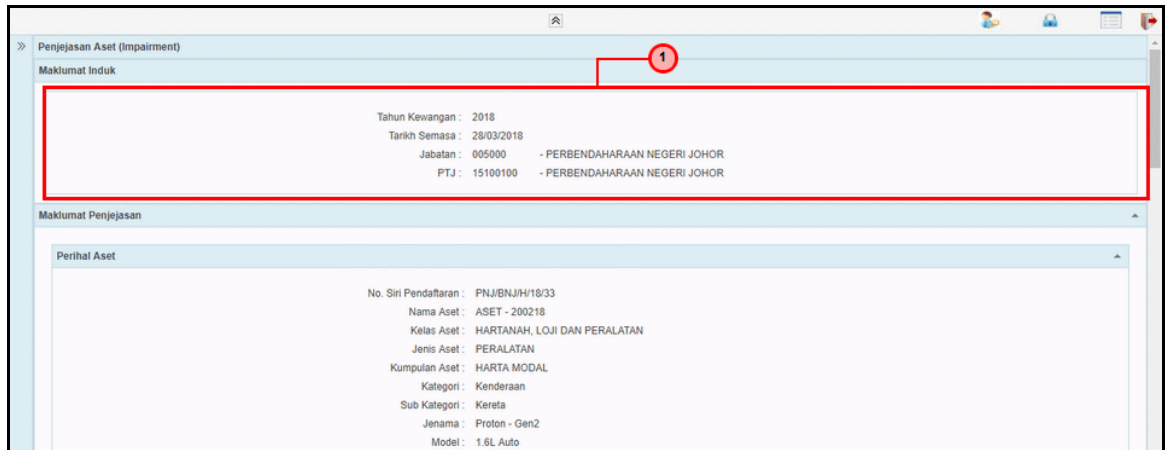 Penjejasan Aset (Impairment)
1
Maklumat Induk
Tahun Kewangan : 2018
Tarikh Semasa : 28/03/2018
Jabatan : 005000 - PERBENDAHARAAN NEGERI JOHOR
PTJ : 15100100 - PERBENDAHARAAN NEGERI JOHOR
Maklumat Penjejasan
Perihal Aset
No. Siri Pendaftaran : PNJ/BNJ/H/18/33
Nama Aset : ASET - 200218
Kelas Aset : HARTANAH, LOJI DAN PERALATAN
Jenis Aset : PERALATAN
Kumpulan Aset : HARTA MODAL
Kategori : Kenderaan
Sub Kategori : Kereta
Jenama : Proton - Gen2
Model : 1.6L Auto